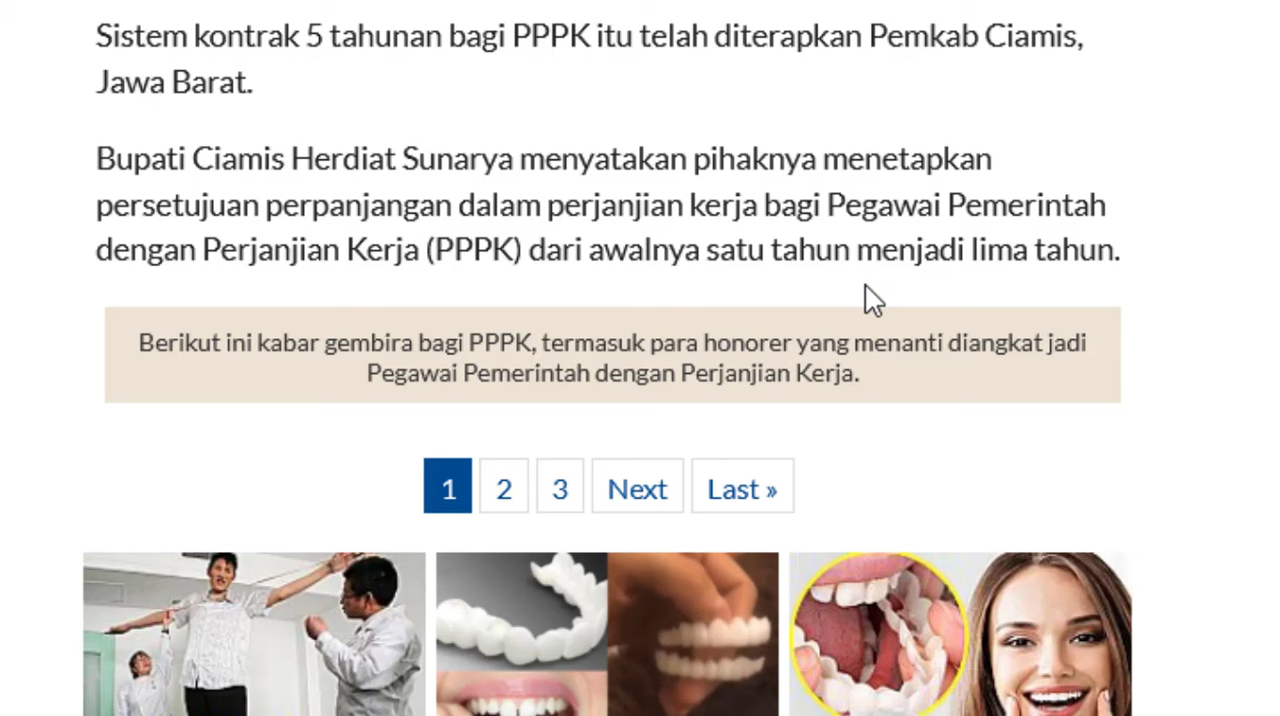 Sistem kontrak 5 tahunan bagi PPPK itu telah diterapkan Pemkab Ciamis,
Jawa Barat.
Bupati Ciamis Herdiat Sunarya menyatakan pihaknya menetapkan
persetujuan perpanjangan dalam perjanjian kerja bagi Pegawai Pemerintah
dengan Perjanjian Kerja (PPPK) dari awalnya satu tahun menjadi lima tahun.
Berikut ini kabar gembira bagi PPPK, termasuk para honorer yang menanti diangkat jadi
Pegawai Pemerintah dengan Perjanjian Kerja.
1 2 3 Next Last »